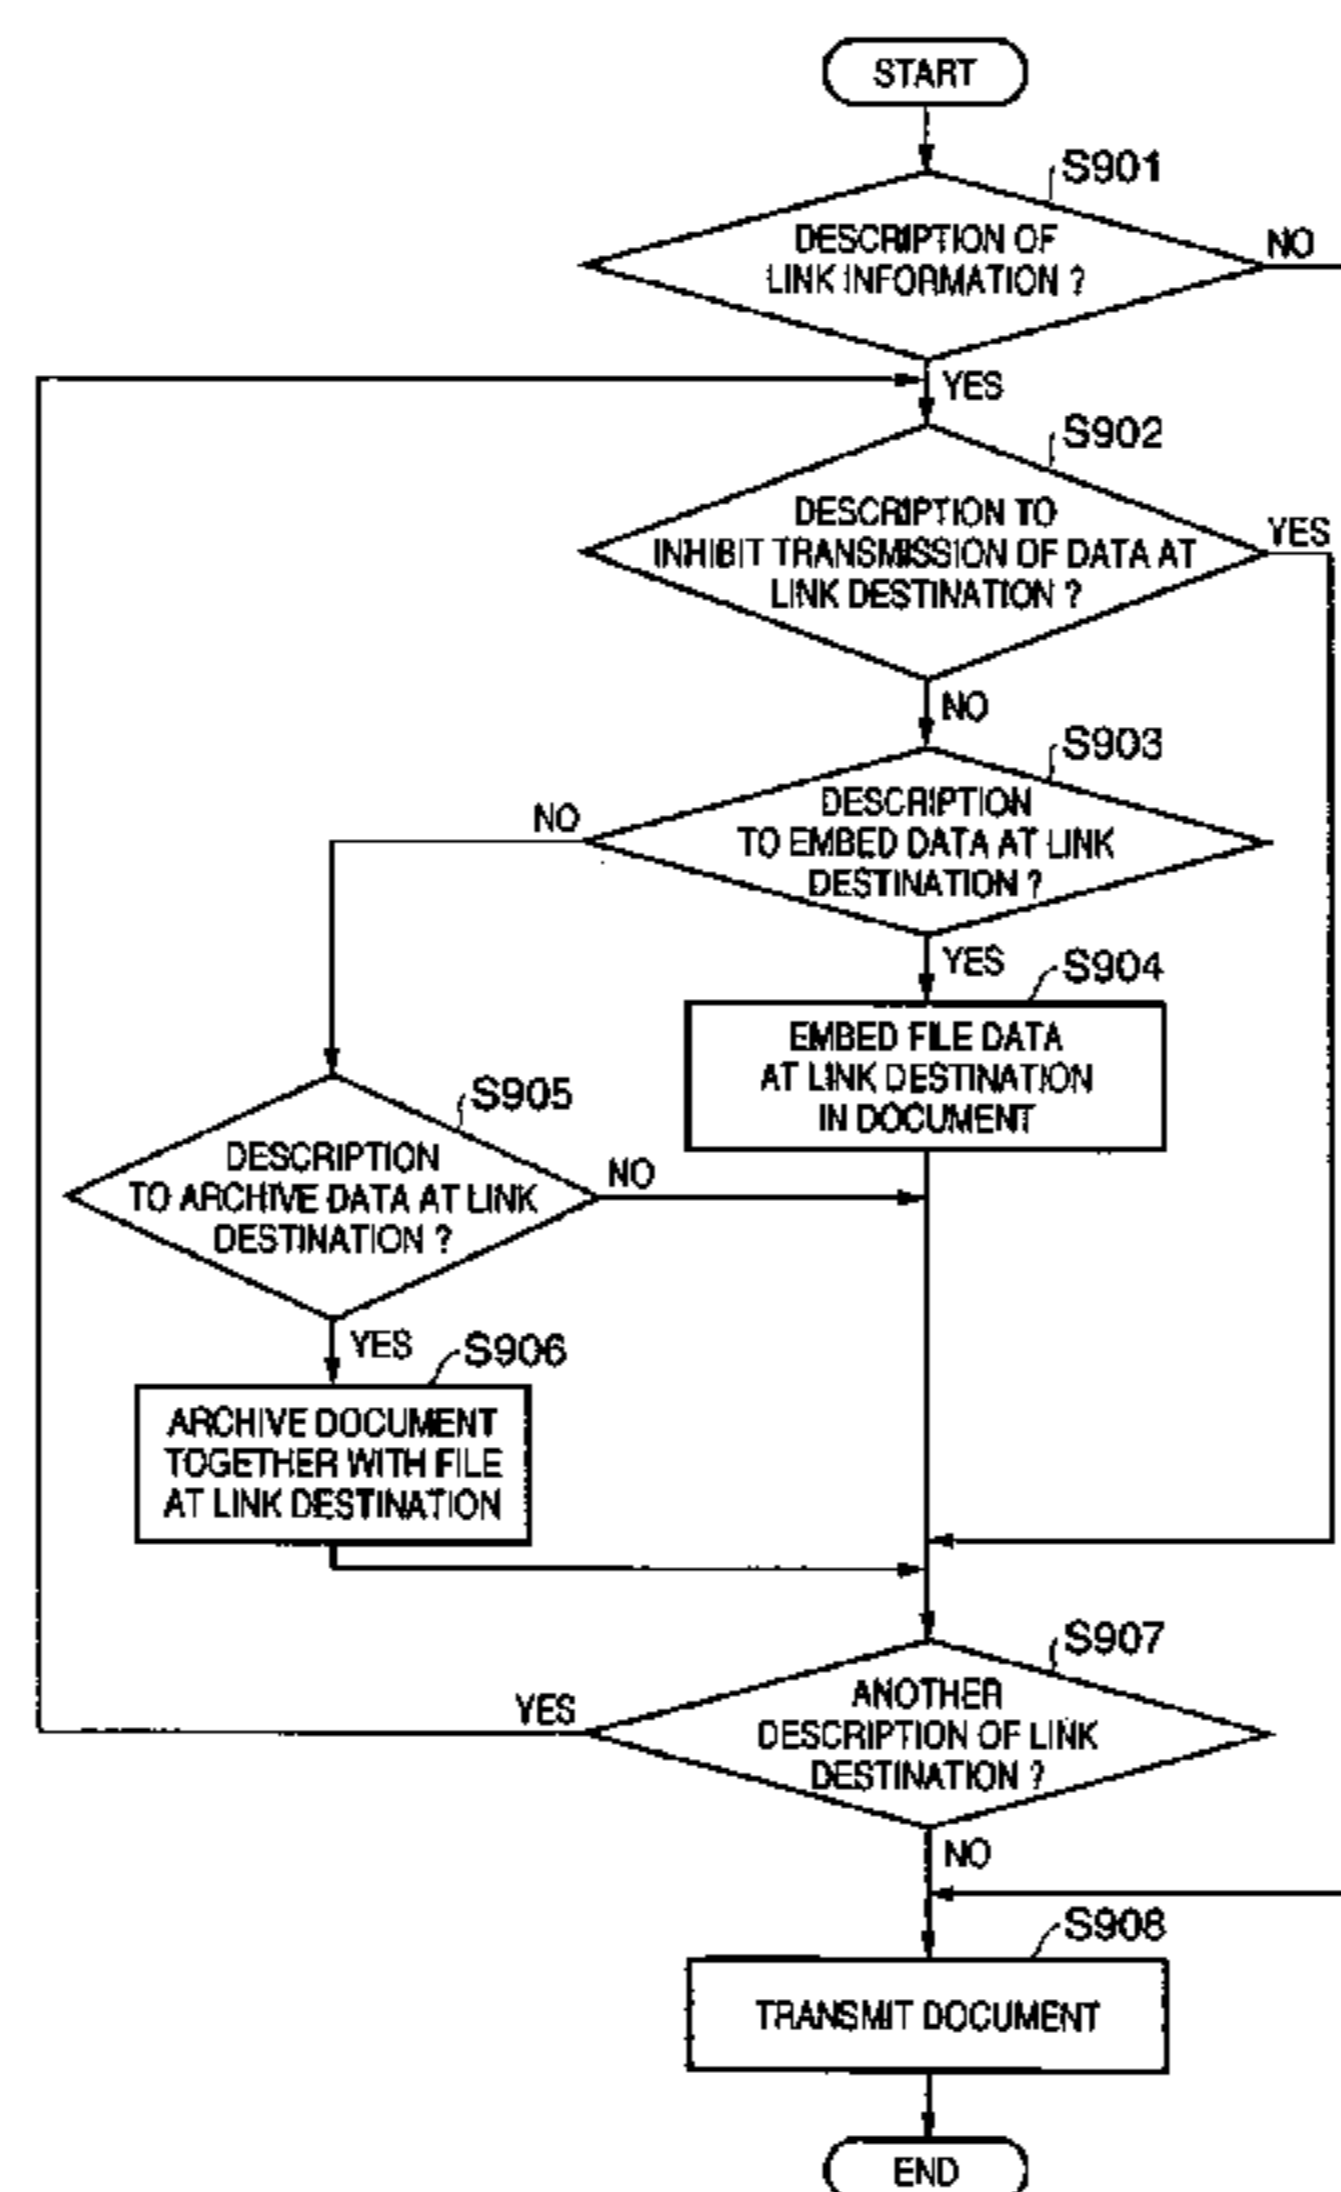 START
S901
DESCRIPTION OF
LINK INFORMATION ?
NO
YES
S902
DESCRIPTION TO
INHIBIT TRANSMISSION OF DATA AT
LINK DESTINATION ?
YES
NO
S903
DESCRIPTION
TO EMBED DATA AT LINK
DESTINATION ?
NO
YES
S904
EMBED FILE DATA
AT LINK DESTINATION
IN DOCUMENT
S905
DESCRIPTION
TO ARCHIVE DATA AT LINK
DESTINATION ?
NO
YES
S906
ARCHIVE DOCUMENT
TOGETHER WITH FILE
AT LINK DESTINATION
S907
ANOTHER
DESCRIPTION OF LINK
DESTINATION ?
YES
NO
S908
TRANSMIT DOCUMENT
END